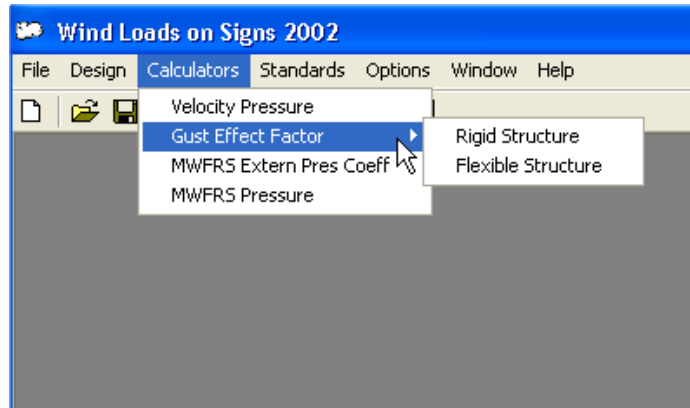 Wind Loads on Signs 2002
File Design Calculators Standards Options Window Help
Velocity Pressure
Gust Effect Factor
Rigid Structure
MWFRS Extern Pres Coeff
Flexible Structure
MWFRS Pressure